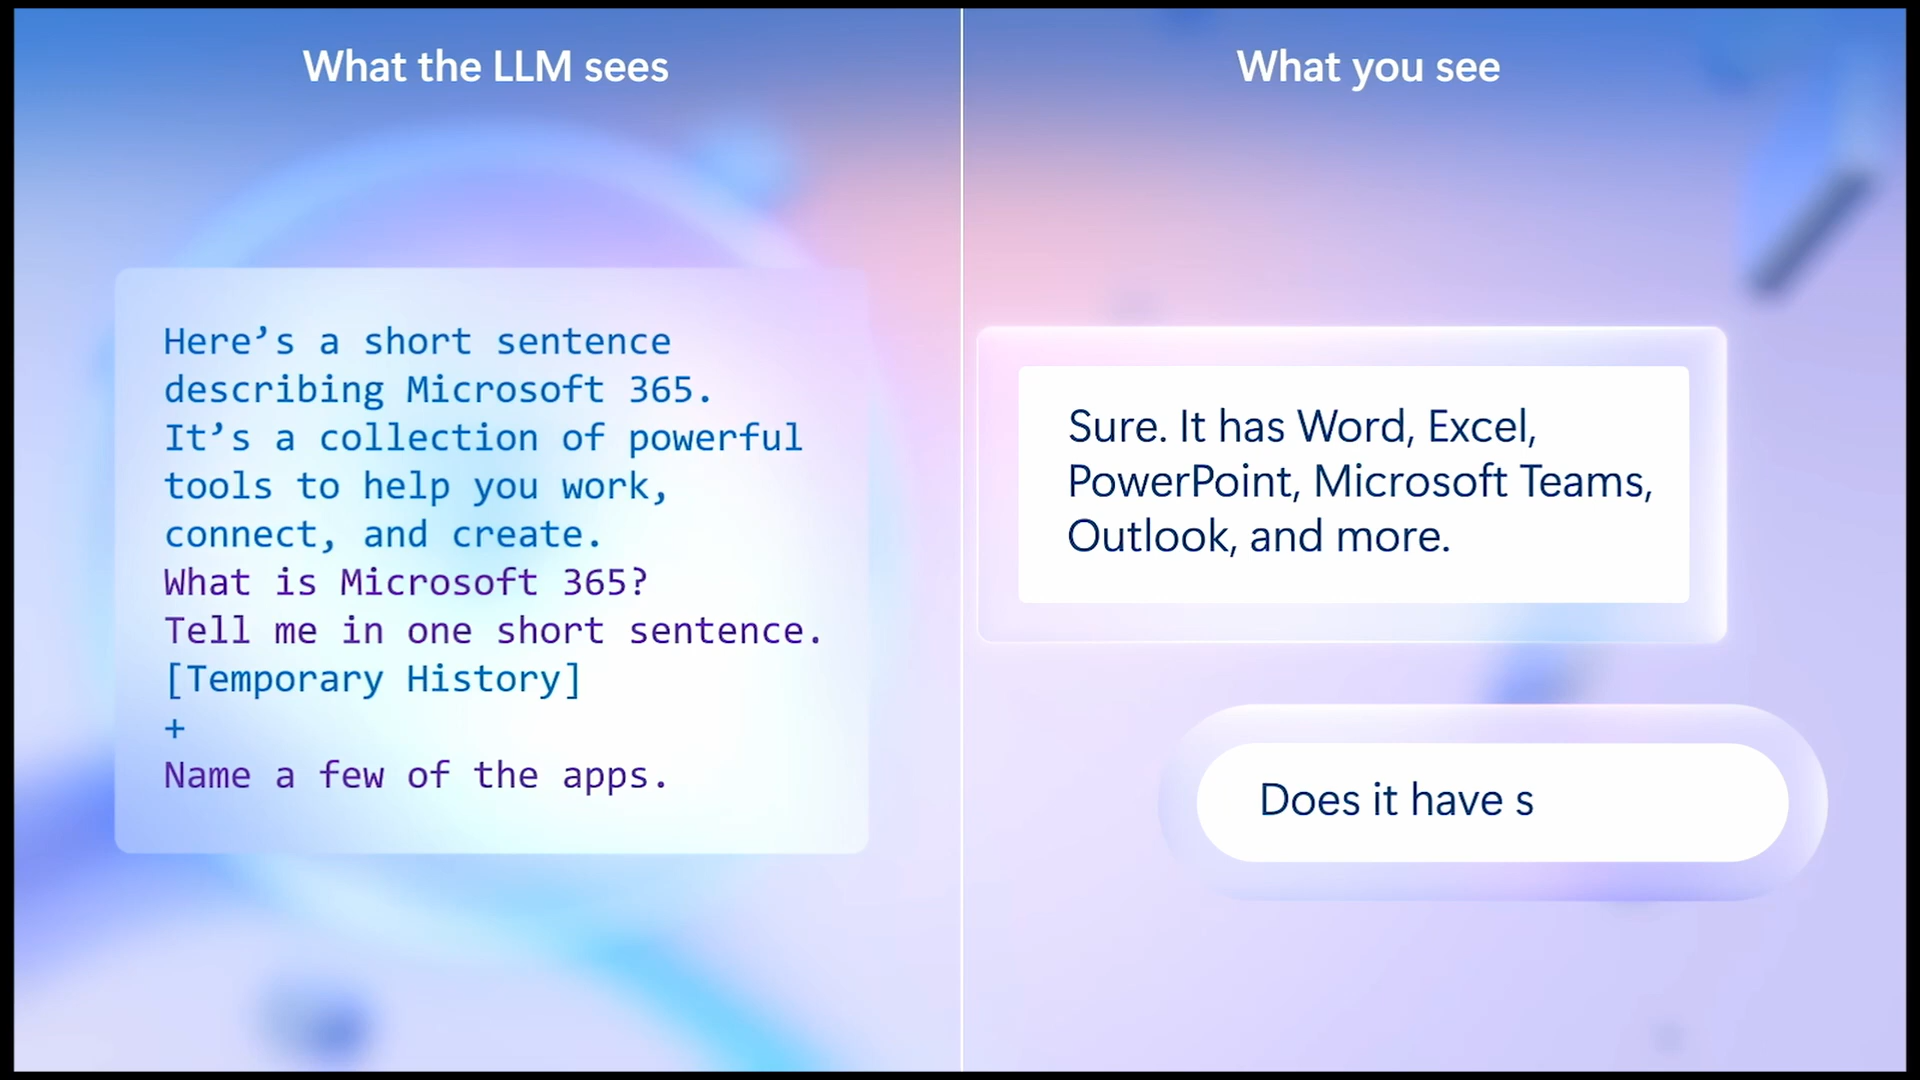 What the LLM sees
Here’s a short sentence
describing Microsoft 365.
It’s a collection of powerful
tools to help you work,
connect, and create.
What is Microsoft 365?
Tell me in one short sentence.
[Temporary History]
+
Name a few of the apps.
What you see
Sure. It has Word, Excel,
PowerPoint, Microsoft Teams,
Outlook, and more.
Does it have s